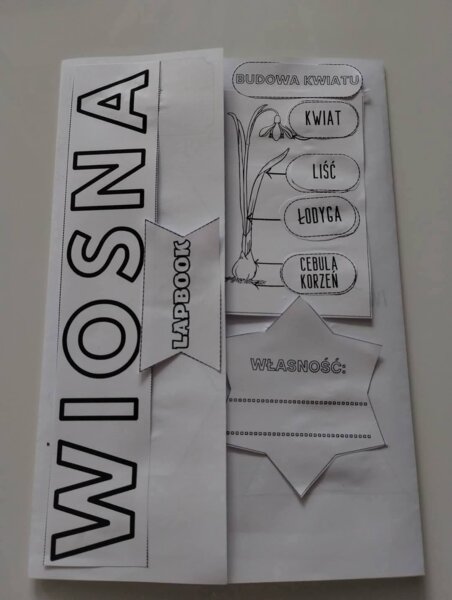 WIOSNA
LAPBOOK
BUDOWA KWIATU
KWIAT
LIŚĆ
ŁODYGA
CEBULA
KORZEŃ
WŁASNOŚĆ: